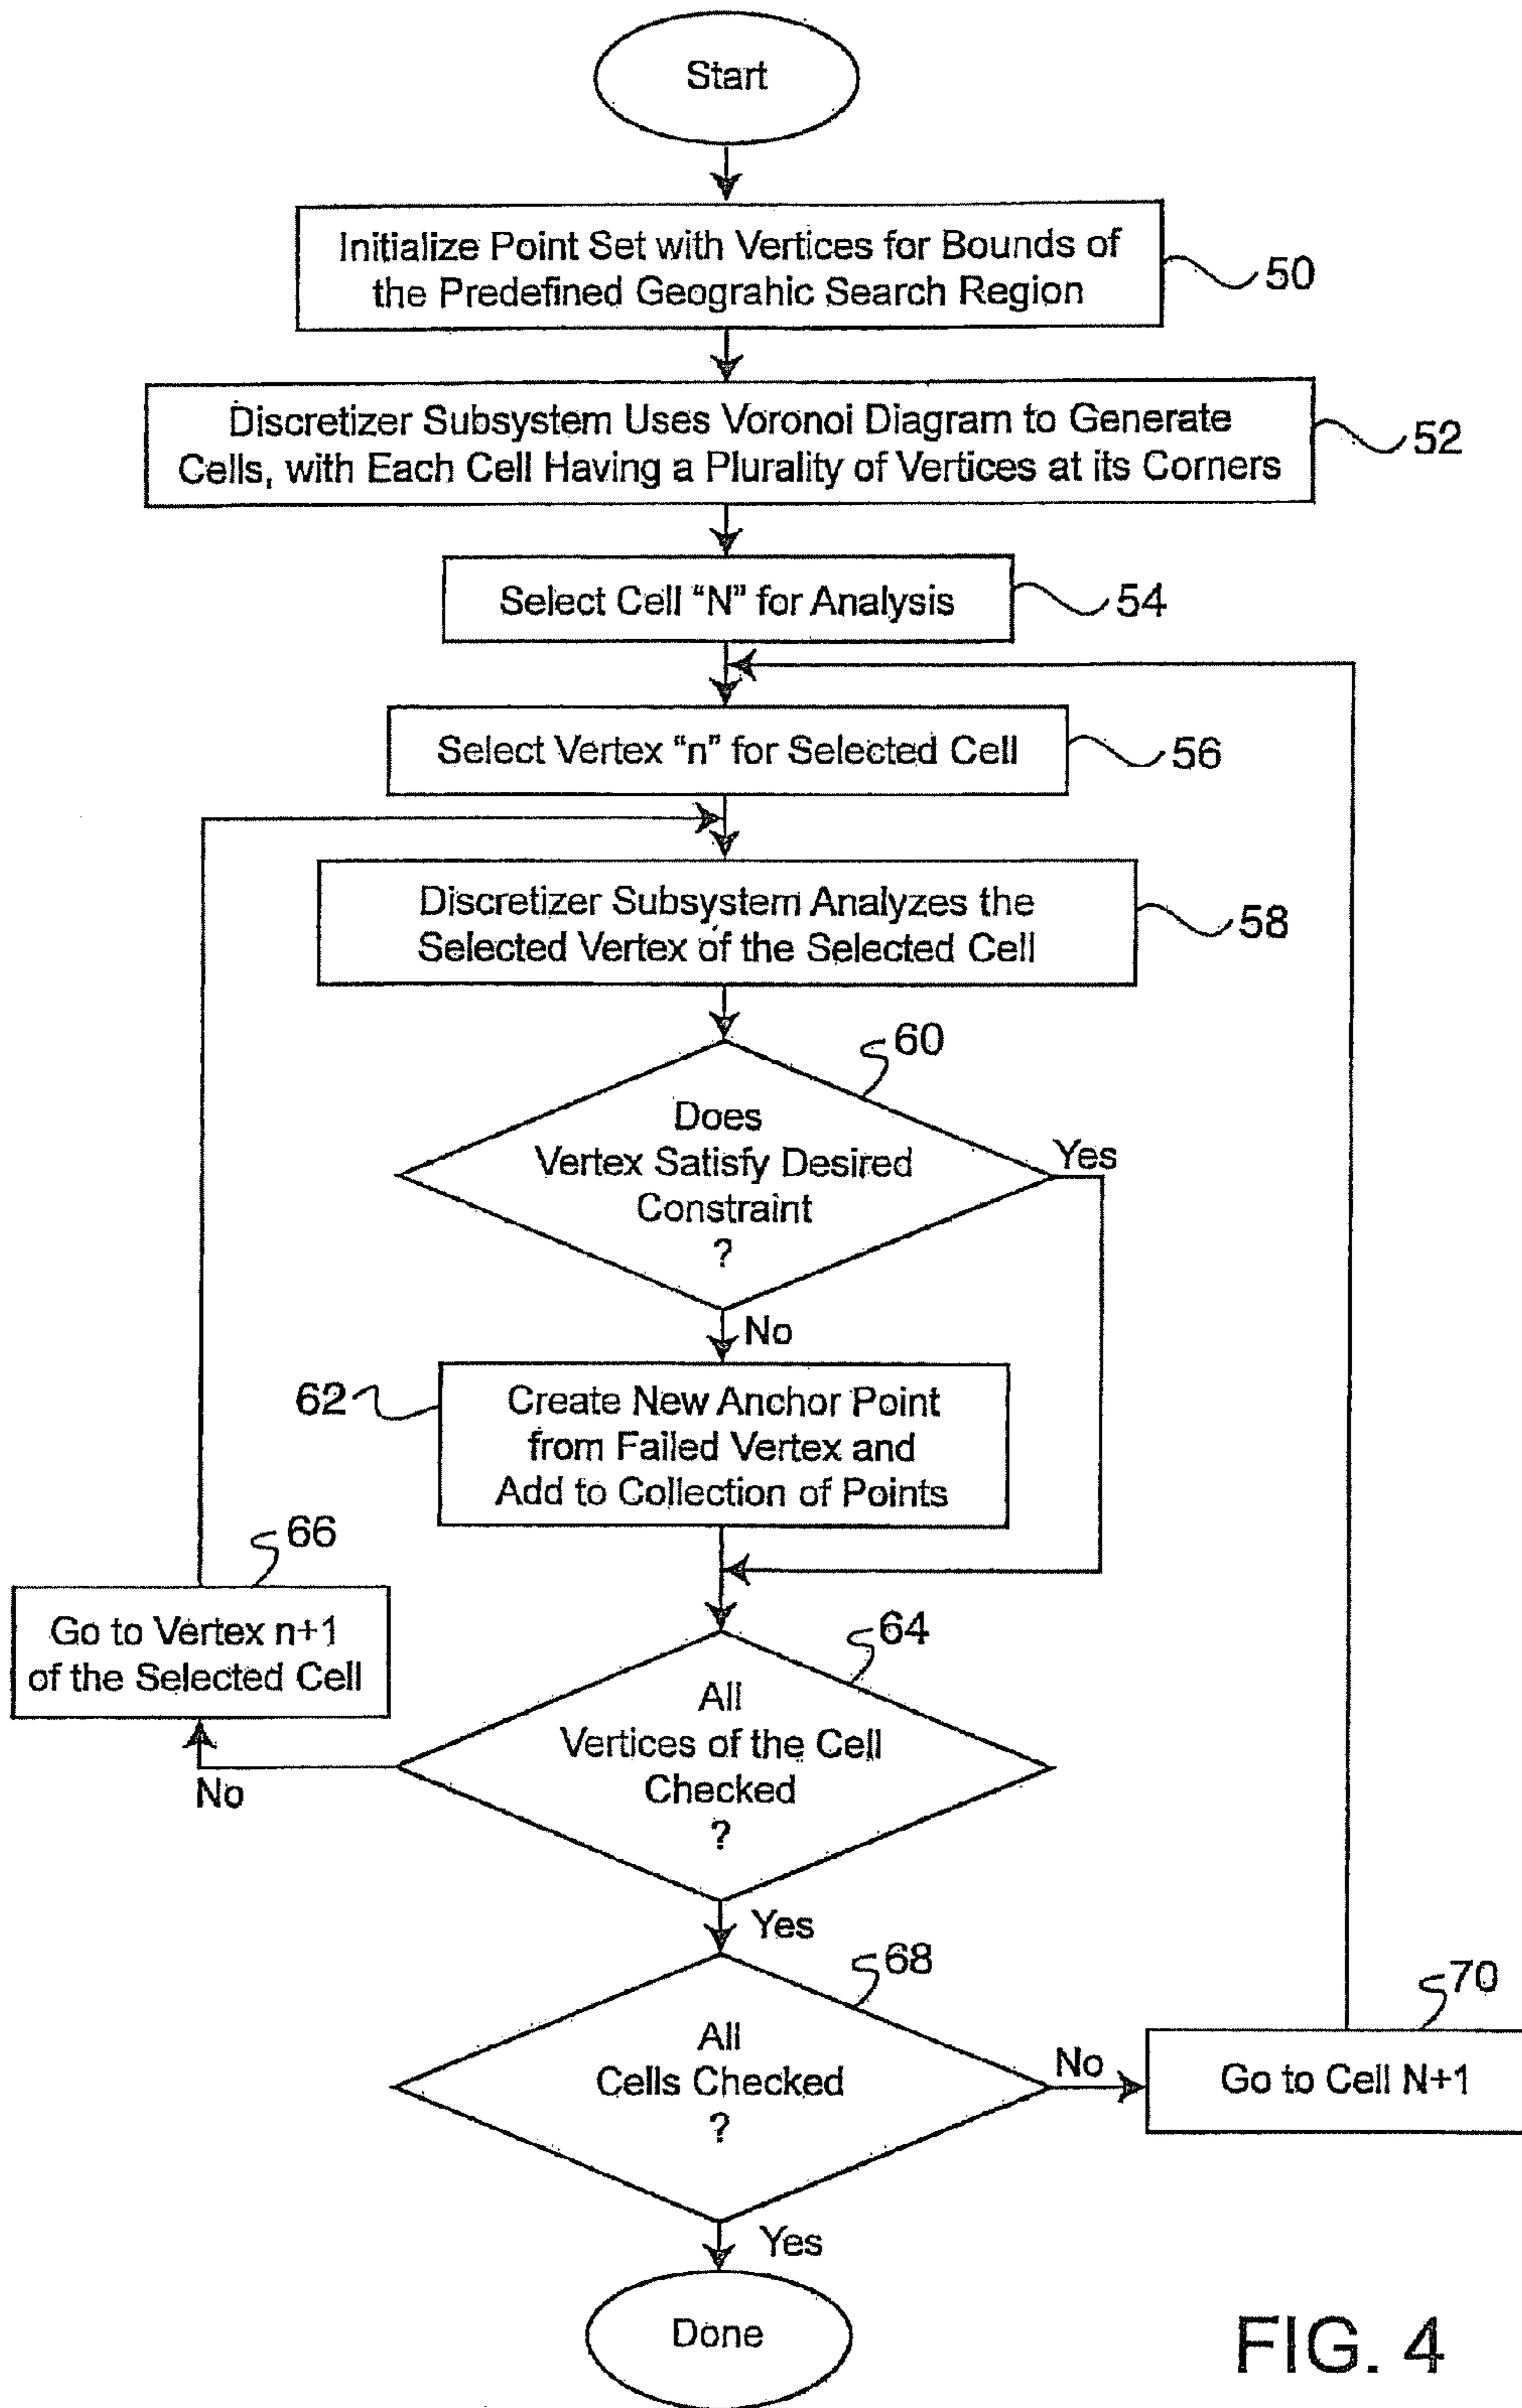 Start
Initialize Point Set with Vertices for Bounds of
the Predefined Geograhic Search Region
50
Discretizer Subsystem Uses Voronoi Diagram to Generate
Cells, with Each Cell Having a Plurality of Vertices at its Corners
52
Select Cell “N” for Analysis
54
Select Vertex “n” for Selected Cell
56
Discretizer Subsystem Analyzes the
Selected Vertex of the Selected Cell
58
60
Does
Vertex Satisfy Desired
Constraint
?
Yes
No
62
Create New Anchor Point
from Failed Vertex and
Add to Collection of Points
66
Go to Vertex n+1
of the Selected Cell
64
All
Vertices of the Cell
Checked
?
No
Yes
68
All
Cells Checked
?
No
70
Go to Cell N+1
Yes
Done
FIG. 4